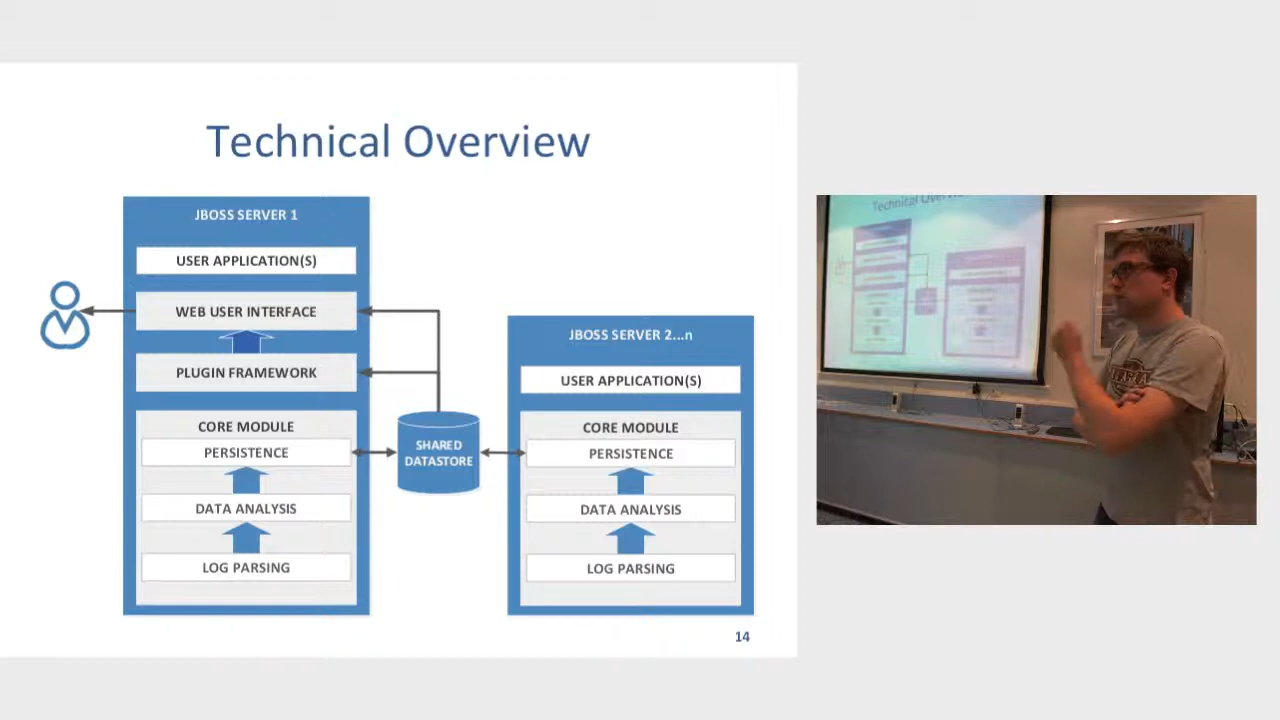 Technical Overview
JBOSS SERVER 1
USER APPLICATION(S)
WEB USER INTERFACE
PLUGIN FRAMEWORK
CORE MODULE
PERSISTENCE
DATA ANALYSIS
LOG PARSING
SHARED
DATASTORE
JBOSS SERVER 2...n
USER APPLICATION(S)
CORE MODULE
PERSISTENCE
DATA ANALYSIS
LOG PARSING
14
Technical